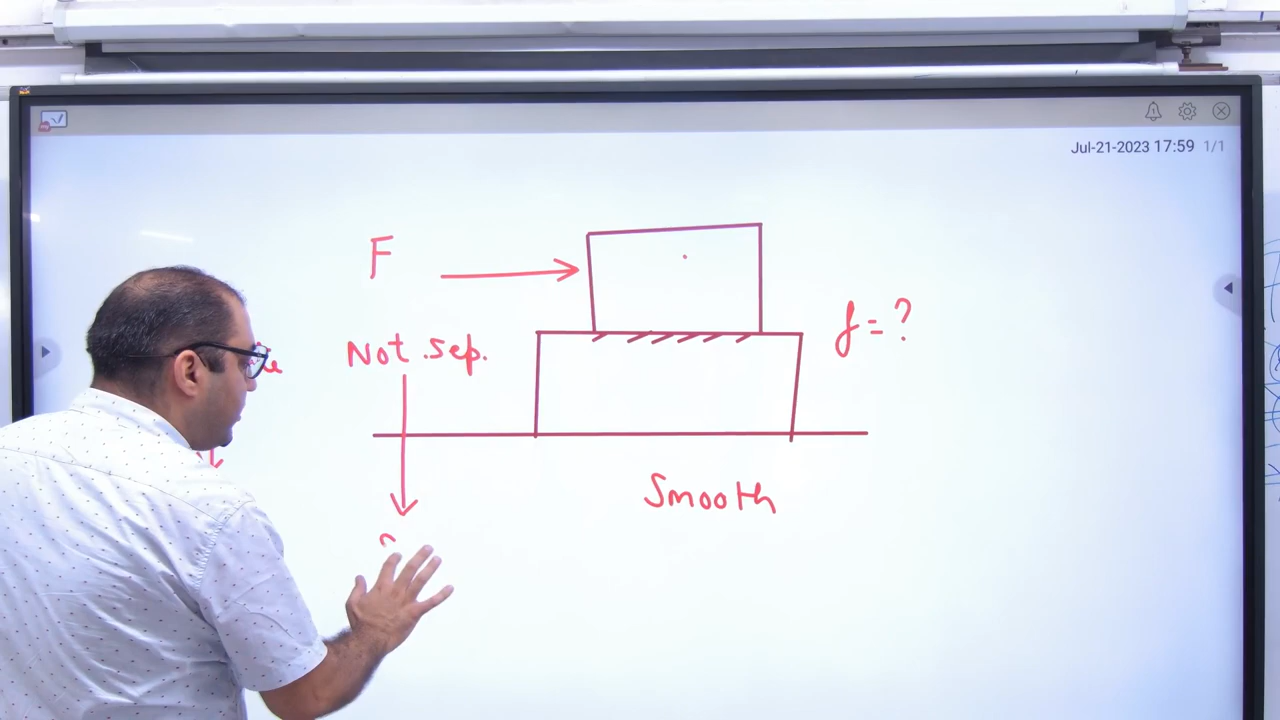 Jul-21-2023 17:59 1/1
F
f = ?
Not sep.
Smooth